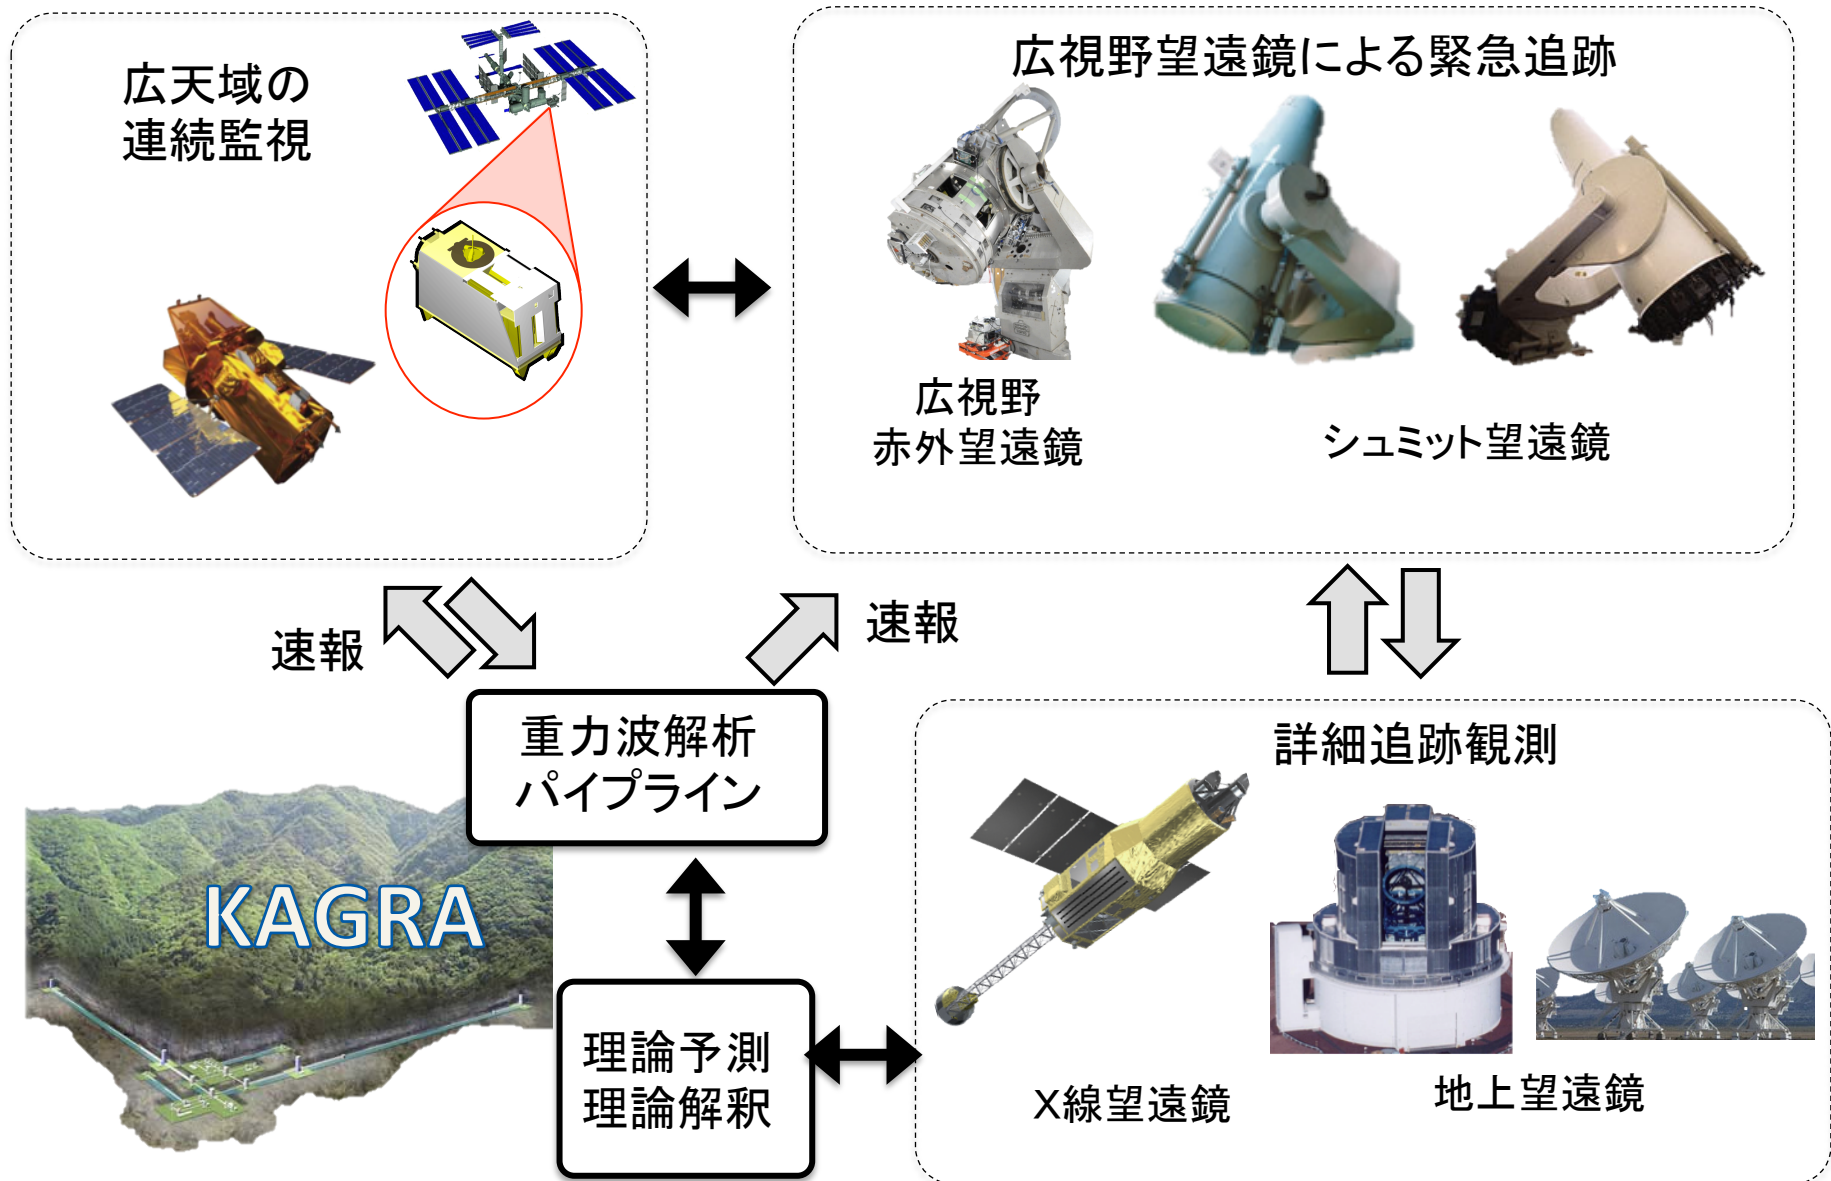 広天域の
連続監視
広視野望遠鏡による緊急追跡
広視野
赤外望遠鏡
シュミット望遠鏡
速報
速報
重力波解析
パイプライン
KAGRA
理論予測
理論解釈
詳細追跡観測
X線望遠鏡
地上望遠鏡